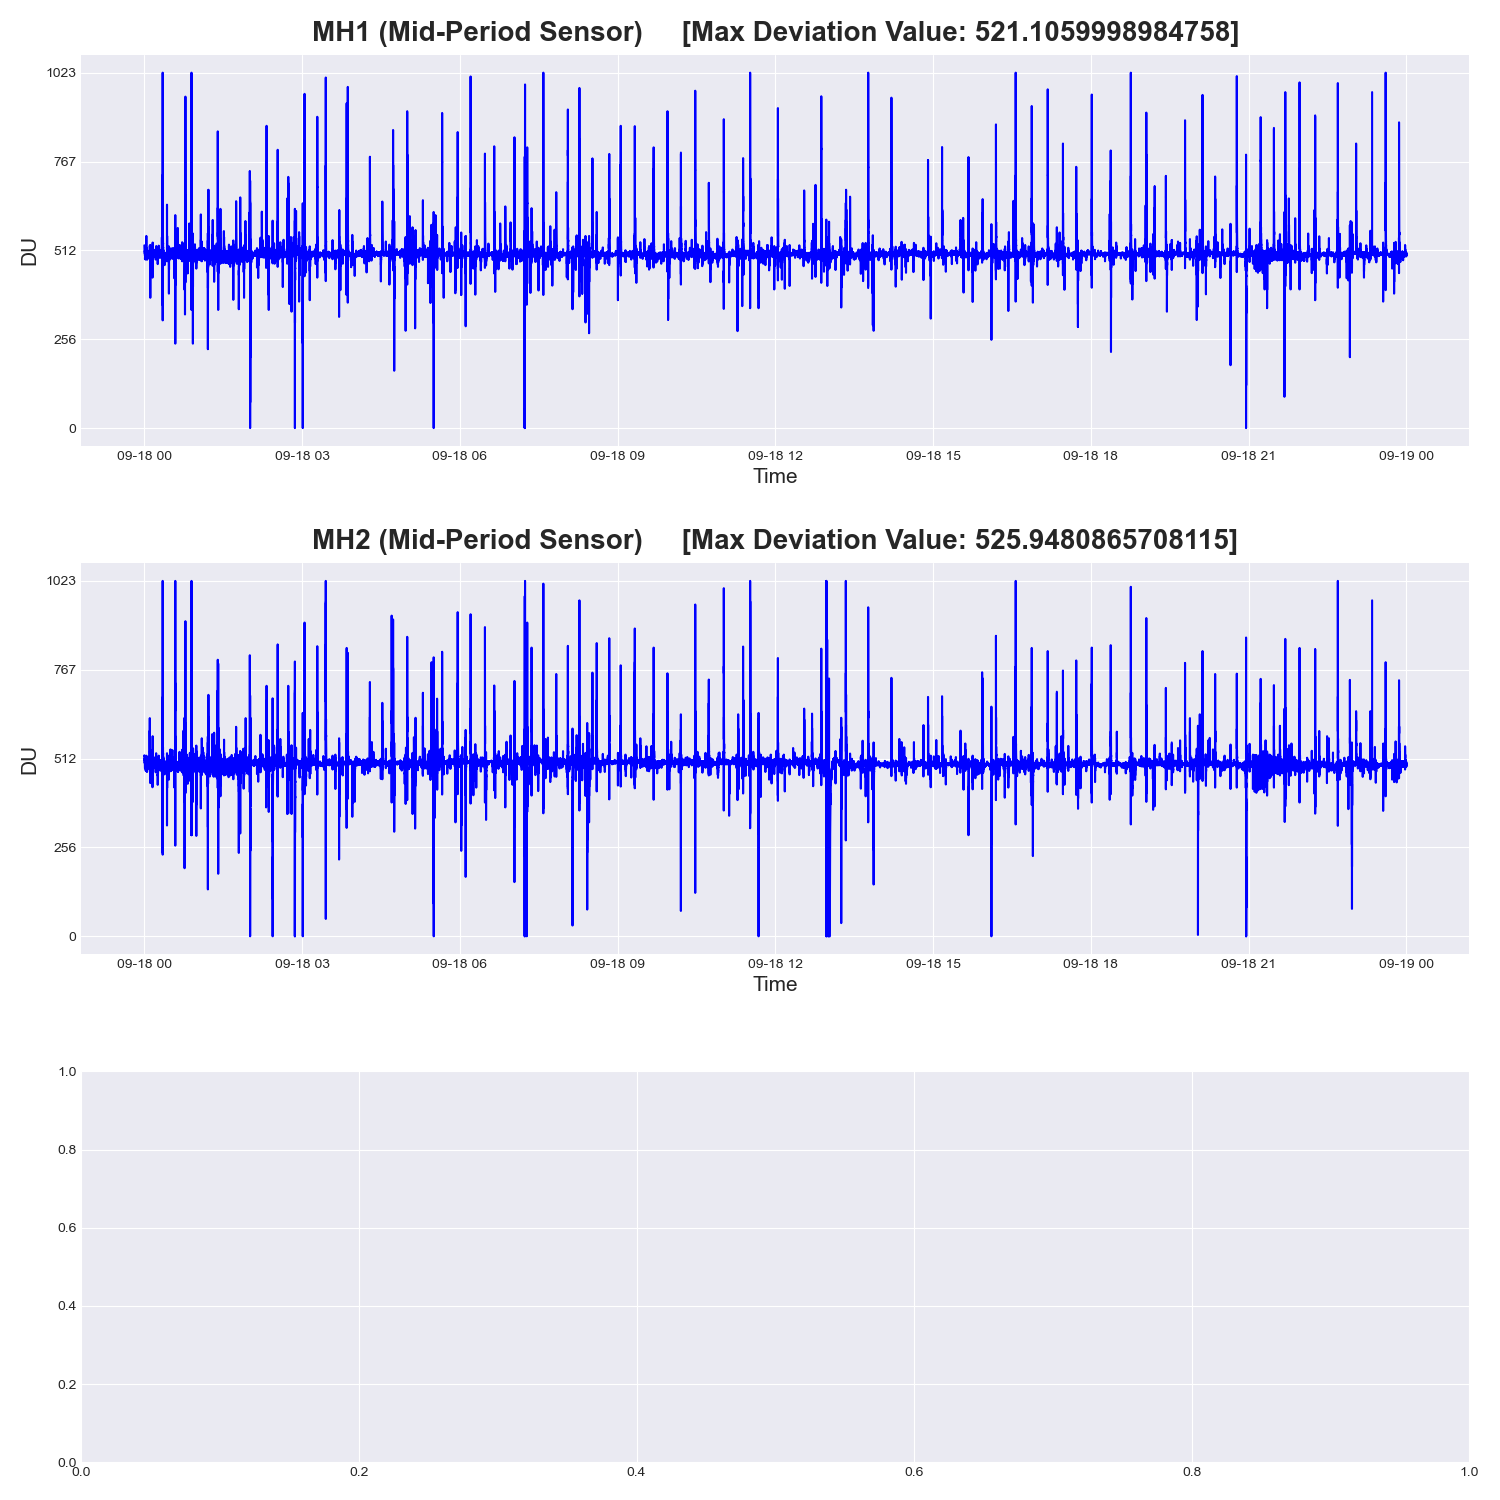 MH1 (Mid-Period Sensor) [Max Deviation Value: 521.1059998984758]
1023
767
512
256
0
DU
09-18 00 09-18 03 09-18 06 09-18 09 09-18 12 09-18 15 09-18 18 09-18 21 09-19 00
Time
MH2 (Mid-Period Sensor) [Max Deviation Value: 525.9480865708115]
1023
767
512
256
0
DU
09-18 00 09-18 03 09-18 06 09-18 09 09-18 12 09-18 15 09-18 18 09-18 21 09-19 00
Time
1.0
0.8
0.6
0.4
0.2
0.0
0.0 0.2 0.4 0.6 0.8 1.0